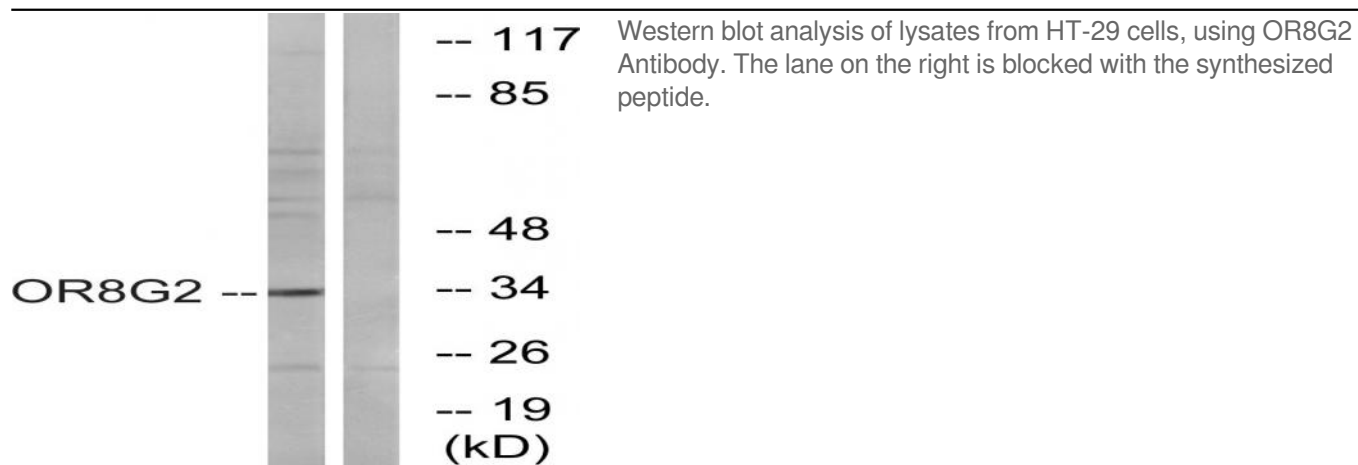 OR8G2 --
-- 117
-- 85
-- 48
-- 34
-- 26
-- 19
(kD)
Western blot analysis of lysates from HT-29 cells, using OR8G2
Antibody. The lane on the right is blocked with the synthesized
peptide.